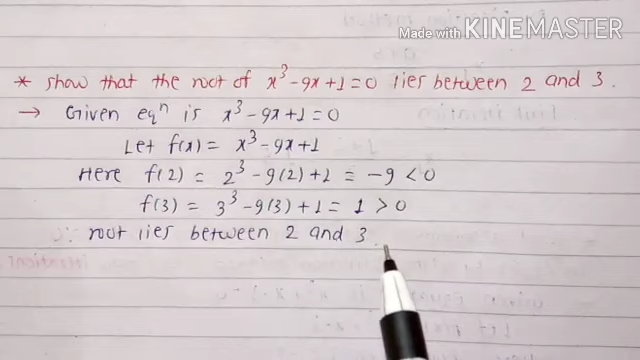 Made with KINEMASTER
* show that the root of x³-9x+1=0 lies between 2 and 3.
→ Given eqⁿ is x³-9x+1=0
Let f(x) = x³-9x+1
Here f(2) = 2³-9(2)+1 = -9 < 0
f(3) = 3³-9(3)+1 = 1 > 0
∵ root lies between 2 and 3